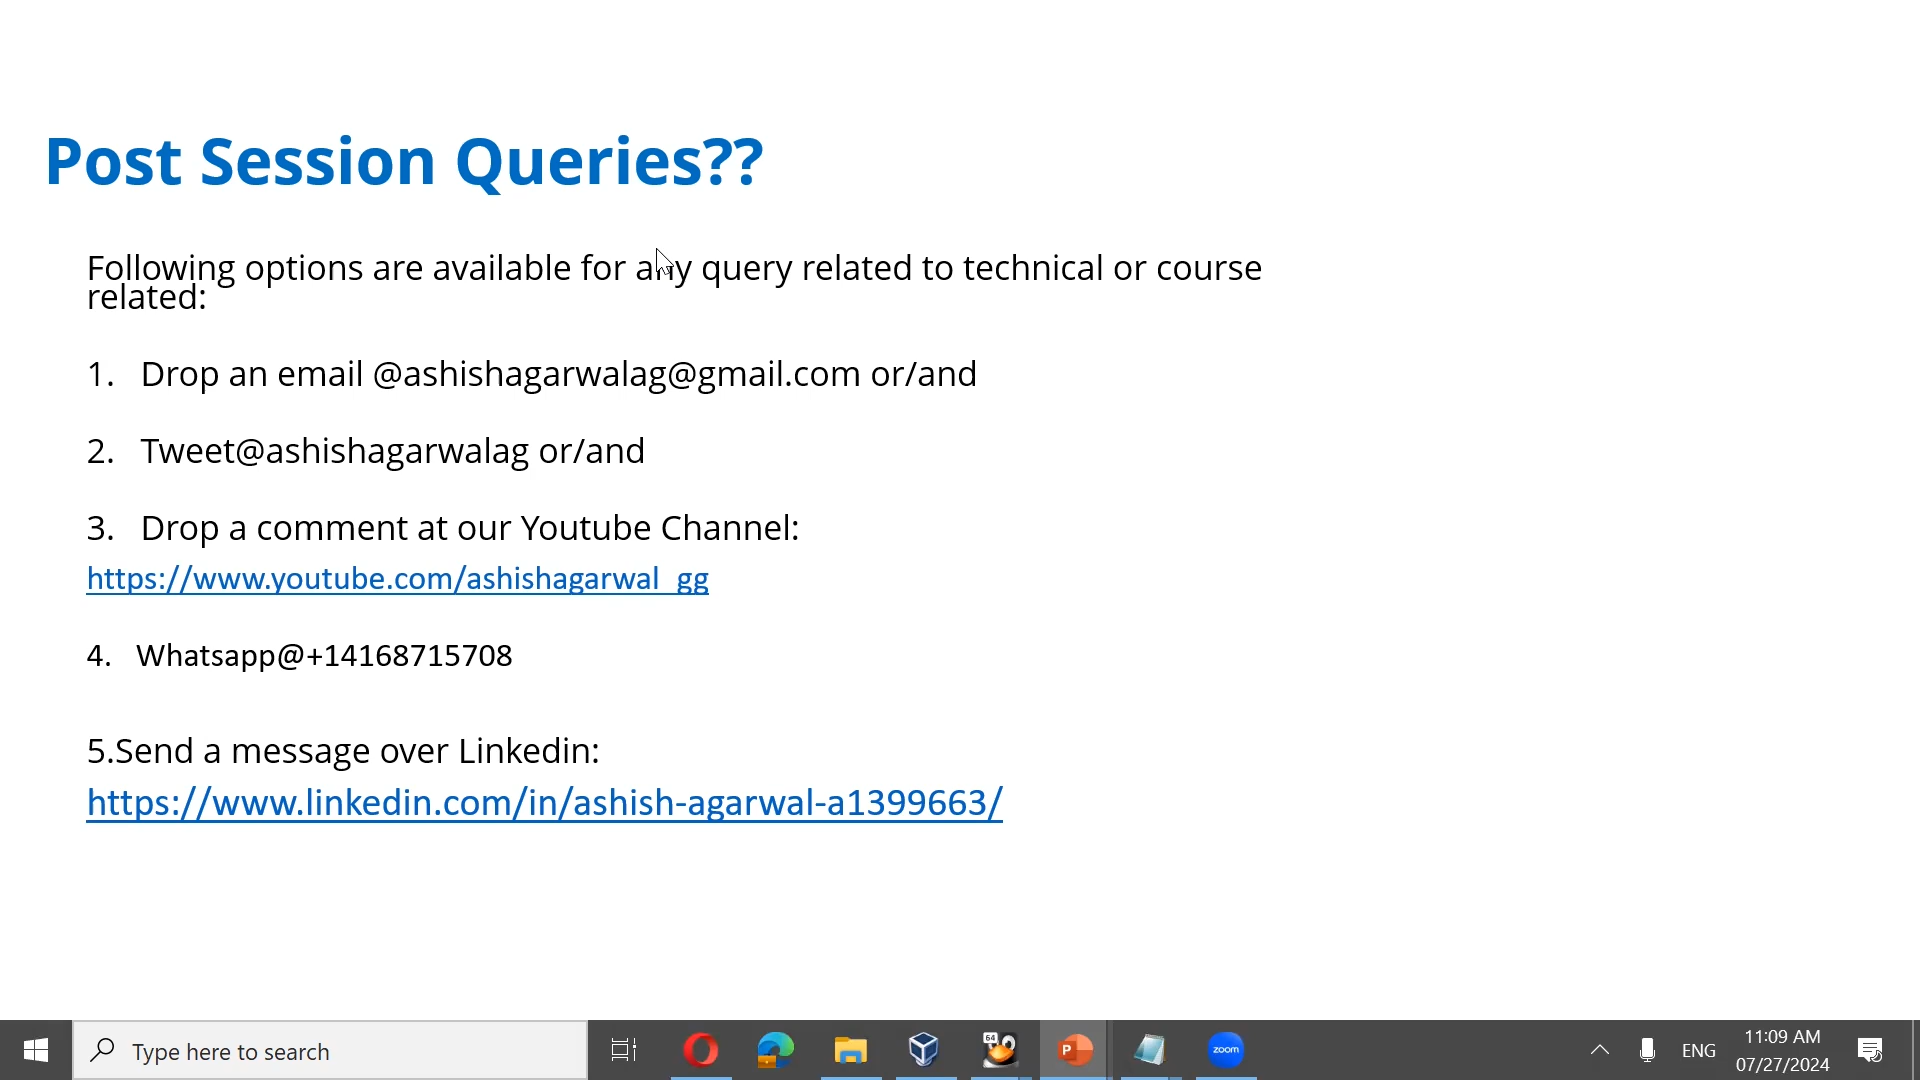 Post Session Queries??
Following options are available for any query related to technical or course
related:
1. Drop an email @ashishagarwalag@gmail.com or/and
2. Tweet@ashishagarwalag or/and
3. Drop a comment at our Youtube Channel:
https://www.youtube.com/ashishagarwal_gg
4. Whatsapp@+14168715708
5.Send a message over Linkedin:
https://www.linkedin.com/in/ashish-agarwal-a1399663/
Type here to search
64
P
zoom
ENG
11:09 AM
07/27/2024